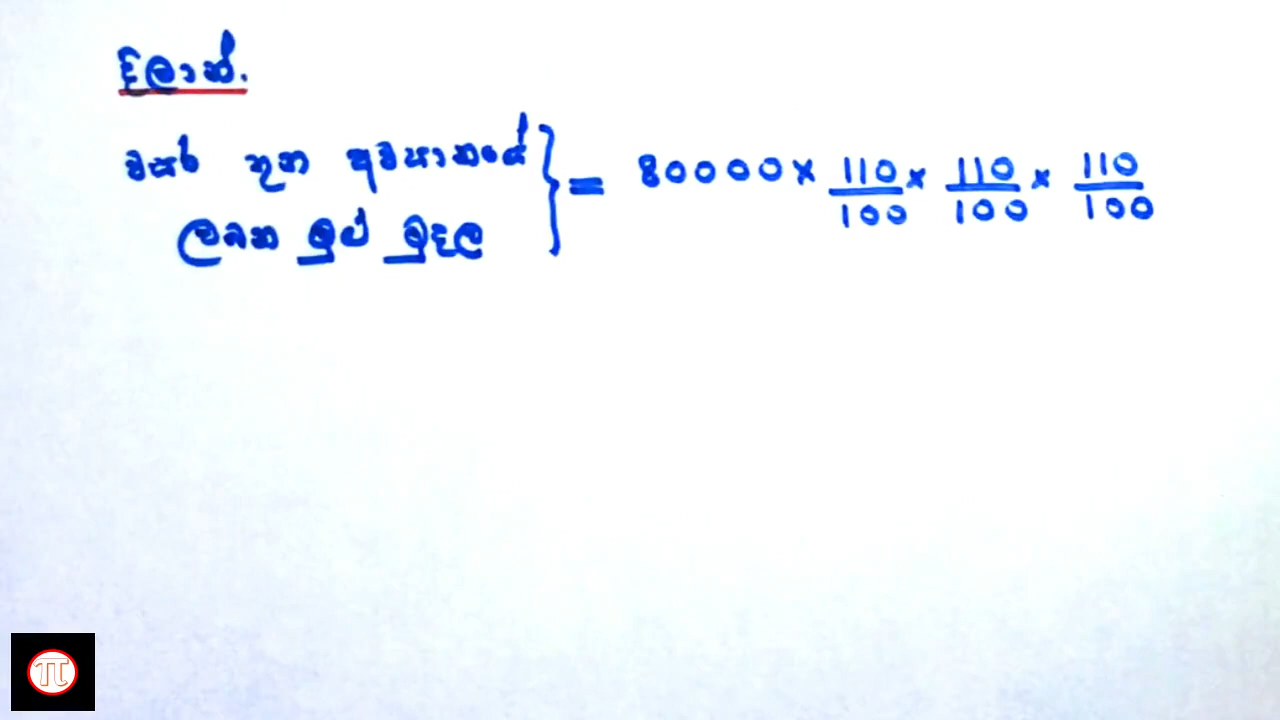 දිලාන්.
වසර තුන අවසානයේ } = 80000 × 110/100 × 110/100 × 110/100
ලබන මුළු මුදල
π